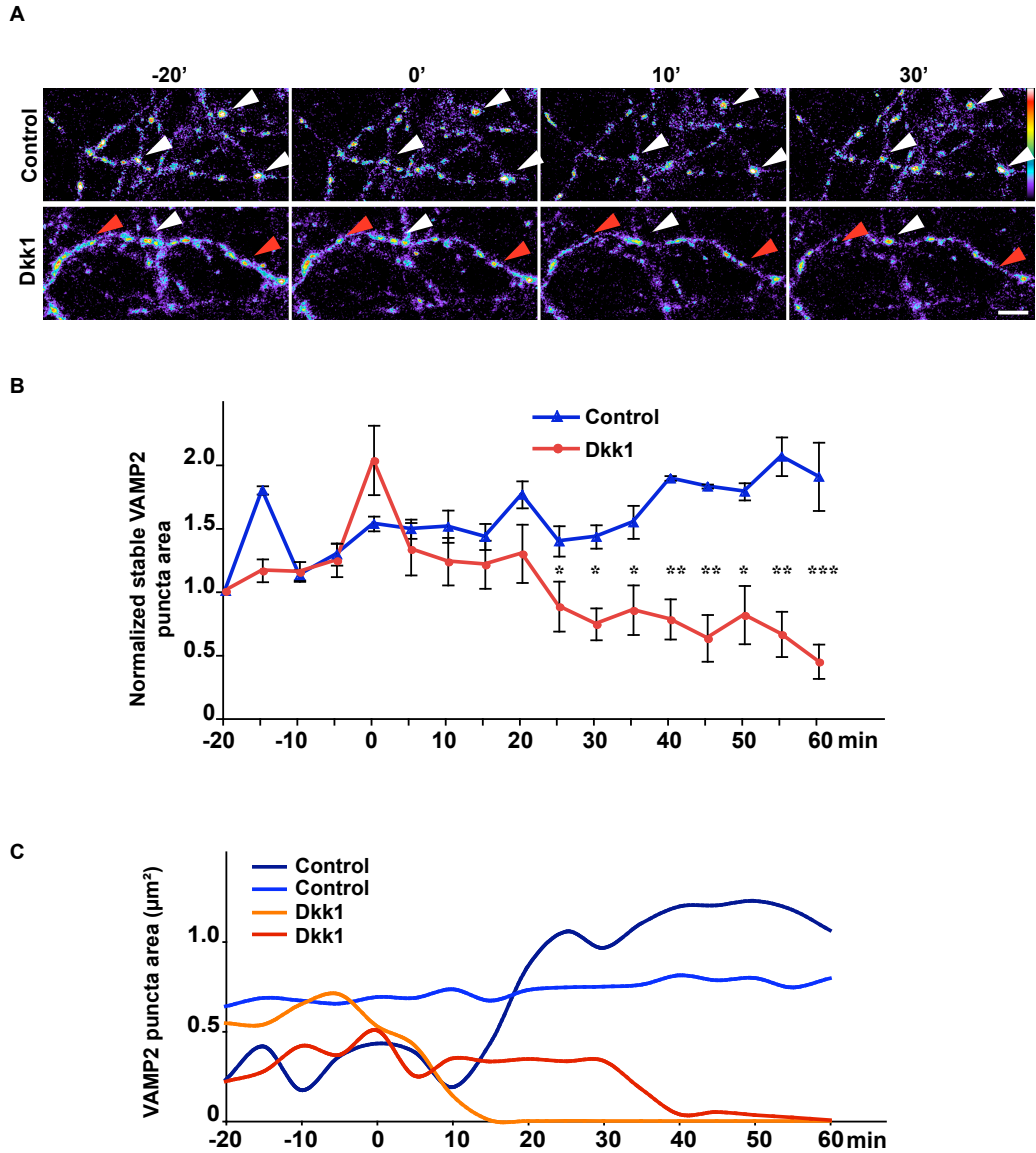 A
-20’ 0’ 10’ 30’
Control
Dkk1
B
Control
Dkk1
Normalized stable VAMP2
puncta area
2.0
1.5
1.0
0.5
0
* * * ** ** * ** ***
-20 -10 0 10 20 30 40 50 60 min
C
Control
Control
Dkk1
Dkk1
VAMP2 puncta area (µm²)
1.0
0.5
0
-20 -10 0 10 20 30 40 50 60 min